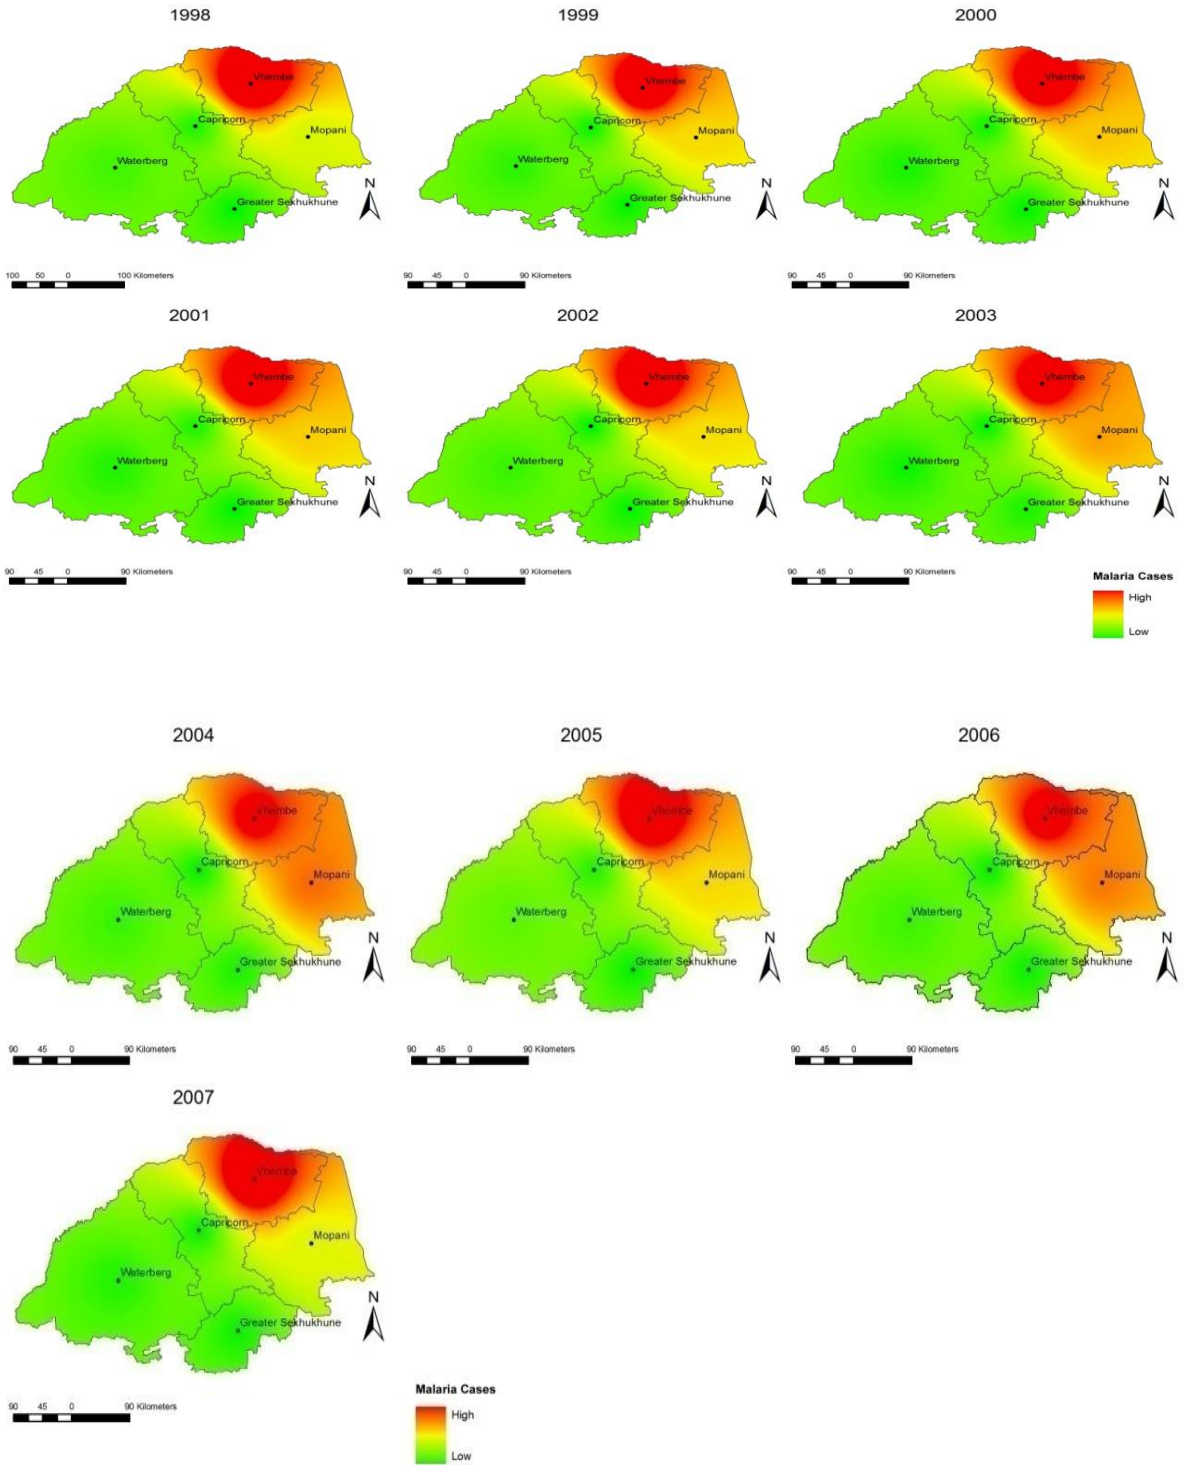 1998
1999
2000
Vhembe
Capricorn
Mopani
Waterberg
Greater Sekhukhune
N
100 50 0 100 Kilometers
Vhembe
Capricorn
Mopani
Waterberg
Greater Sekhukhune
N
90 45 0 90 Kilometers
Vhembe
Capricorn
Mopani
Waterberg
Greater Sekhukhune
N
90 45 0 90 Kilometers
2001
2002
2003
Vhembe
Capricorn
Mopani
Waterberg
Greater Sekhukhune
N
90 45 0 90 Kilometers
Vhembe
Capricorn
Mopani
Waterberg
Greater Sekhukhune
N
90 45 0 90 Kilometers
Vhembe
Capricorn
Mopani
Waterberg
Greater Sekhukhune
N
90 45 0 90 Kilometers
Malaria Cases
High
Low
2004
2005
2006
Vhembe
Capricorn
Mopani
Waterberg
Greater Sekhukhune
N
90 45 0 90 Kilometers
Vhembe
Capricorn
Mopani
Waterberg
Greater Sekhukhune
N
90 45 0 90 Kilometers
Vhembe
Capricorn
Mopani
Waterberg
Greater Sekhukhune
N
90 45 0 90 Kilometers
2007
Vhembe
Capricorn
Mopani
Waterberg
Greater Sekhukhune
N
90 45 0 90 Kilometers
Malaria Cases
High
Low